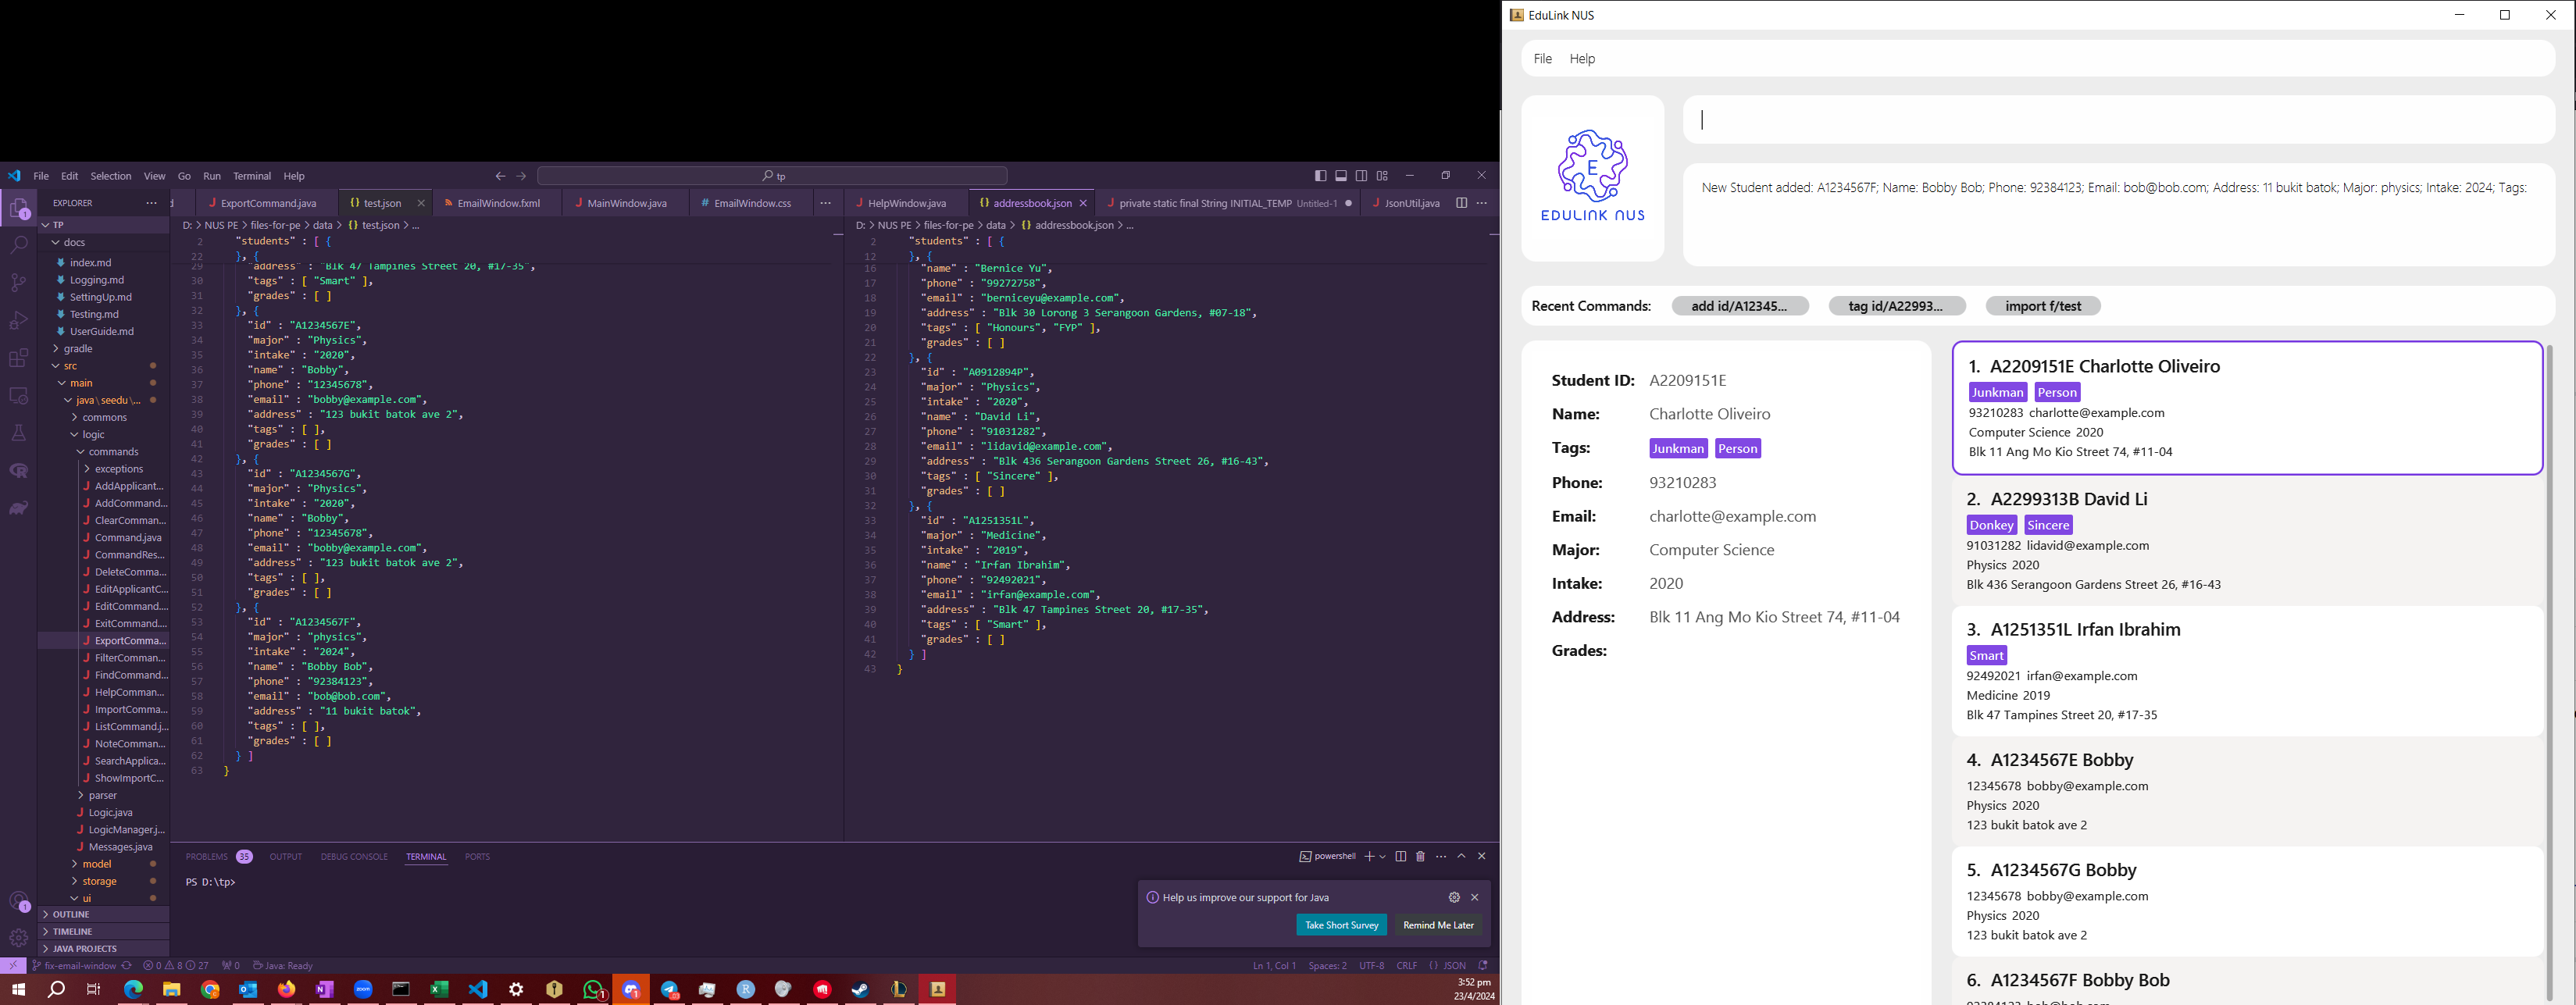 File Edit Selection View Go Run Terminal Help
tp
EXPLORER
TP
docs
index.md
Logging.md
SettingUp.md
Testing.md
UserGuide.md
gradle
src
main
java\seedu\...
commons
logic
commands
exceptions
AddApplicant...
AddCommand...
ClearComman...
Command.java
CommandRes...
DeleteComma...
EditApplicantC...
EditCommand....
ExitCommand....
ExportComma...
FilterComman...
FindCommand...
HelpComman...
ImportComma...
ListCommand.j...
NoteComman...
SearchApplica...
ShowImportC...
parser
Logic.java
LogicManager.j...
Messages.java
model
storage
ui
OUTLINE
TIMELINE
JAVA PROJECTS
ExportCommand.java test.json EmailWindow.fxml MainWindow.java EmailWindow.css
D: > NUS PE > files-for-pe > data > {} test.json > ...
2 "students" : [ {
22 }, {
29 "address" : "Blk 47 Tampines Street 20, #17-35",
30 "tags" : [ "Smart" ],
31 "grades" : [ ]
32 }, {
33 "id" : "A1234567E",
34 "major" : "Physics",
35 "intake" : "2020",
36 "name" : "Bobby",
37 "phone" : "12345678",
38 "email" : "bobby@example.com",
39 "address" : "123 bukit batok ave 2",
40 "tags" : [ ],
41 "grades" : [ ]
42 }, {
43 "id" : "A1234567G",
44 "major" : "Physics",
45 "intake" : "2020",
46 "name" : "Bobby",
47 "phone" : "12345678",
48 "email" : "bobby@example.com",
49 "address" : "123 bukit batok ave 2",
50 "tags" : [ ],
51 "grades" : [ ]
52 }, {
53 "id" : "A1234567F",
54 "major" : "physics",
55 "intake" : "2024",
56 "name" : "Bobby Bob",
57 "phone" : "92384123",
58 "email" : "bob@bob.com",
59 "address" : "11 bukit batok",
60 "tags" : [ ],
61 "grades" : [ ]
62 } ]
63 }
HelpWindow.java addressbook.json private static final String INITIAL_TEMP Untitled-1 JsonUtil.java
D: > NUS PE > files-for-pe > data > {} addressbook.json > ...
2 "students" : [ {
12 }, {
16 "name" : "Bernice Yu",
17 "phone" : "99272758",
18 "email" : "berniceyu@example.com",
19 "address" : "Blk 30 Lorong 3 Serangoon Gardens, #07-18",
20 "tags" : [ "Honours", "FYP" ],
21 "grades" : [ ]
22 }, {
23 "id" : "A0912894P",
24 "major" : "Physics",
25 "intake" : "2020",
26 "name" : "David Li",
27 "phone" : "91031282",
28 "email" : "lidavid@example.com",
29 "address" : "Blk 436 Serangoon Gardens Street 26, #16-43",
30 "tags" : [ "Sincere" ],
31 "grades" : [ ]
32 }, {
33 "id" : "A1251351L",
34 "major" : "Medicine",
35 "intake" : "2019",
36 "name" : "Irfan Ibrahim",
37 "phone" : "92492021",
38 "email" : "irfan@example.com",
39 "address" : "Blk 47 Tampines Street 20, #17-35",
40 "tags" : [ "Smart" ],
41 "grades" : [ ]
42 } ]
43 }
PROBLEMS 35 OUTPUT DEBUG CONSOLE TERMINAL PORTS
powershell
PS D:\tp>
Help us improve our support for Java
Take Short Survey Remind Me Later
fix-email-window 0 8 27 0 Java: Ready
Ln 1, Col 1 Spaces: 2 UTF-8 CRLF {} JSON
3:52 pm
23/4/2024
EduLink NUS
File Help
E
EDULINK NUS
New Student added: A1234567F; Name: Bobby Bob; Phone: 92384123; Email: bob@bob.com; Address: 11 bukit batok; Major: physics; Intake: 2024; Tags:
Recent Commands: add id/A12345... tag id/A22993... import f/test
Student ID: A2209151E
Name: Charlotte Oliveiro
Tags: Junkman Person
Phone: 93210283
Email: charlotte@example.com
Major: Computer Science
Intake: 2020
Address: Blk 11 Ang Mo Kio Street 74, #11-04
Grades:
1. A2209151E Charlotte Oliveiro
Junkman Person
93210283 charlotte@example.com
Computer Science 2020
Blk 11 Ang Mo Kio Street 74, #11-04
2. A2299313B David Li
Donkey Sincere
91031282 lidavid@example.com
Physics 2020
Blk 436 Serangoon Gardens Street 26, #16-43
3. A1251351L Irfan Ibrahim
Smart
92492021 irfan@example.com
Medicine 2019
Blk 47 Tampines Street 20, #17-35
4. A1234567E Bobby
12345678 bobby@example.com
Physics 2020
123 bukit batok ave 2
5. A1234567G Bobby
12345678 bobby@example.com
Physics 2020
123 bukit batok ave 2
6. A1234567F Bobby Bob
92384123 bob@bob.com